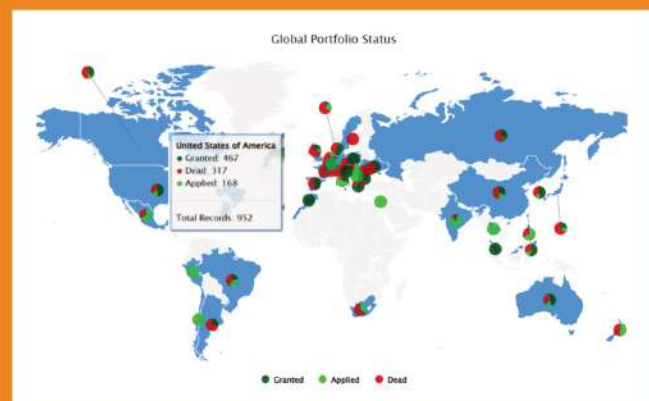 Global Portfolio Status
United States of America
Granted: 467
Dead: 317
Applied: 168
Total Records: 952
Granted Applied Dead